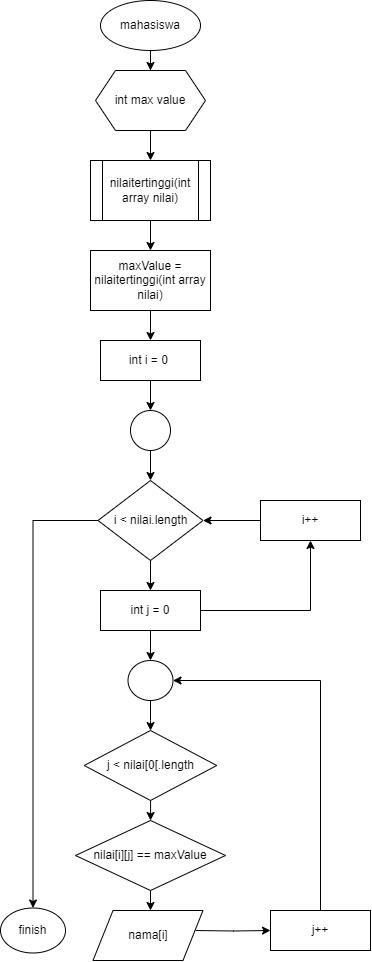 mahasiswa
int max value
nilaitertinggi(int
array nilai)
maxValue =
nilaitertinggi(int array
nilai)
int i = 0
i < nilai.length
i++
int j = 0
j < nilai[0[.length
nilai[i][j] == maxValue
nama[i]
j++
finish